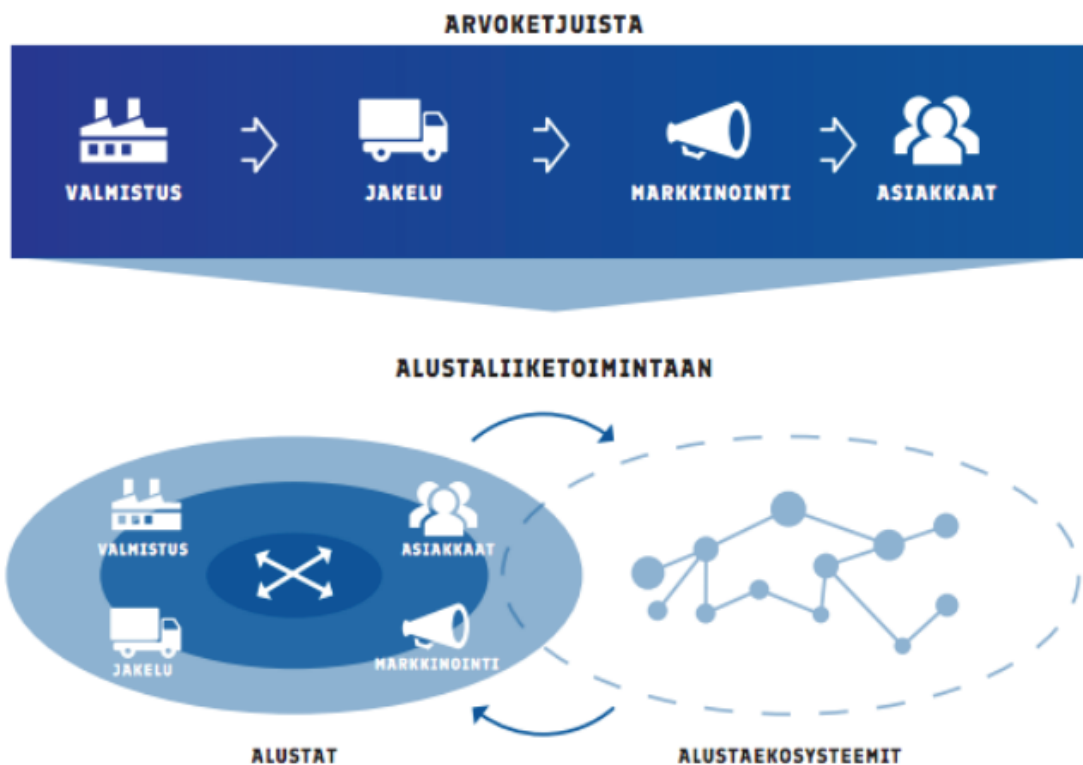 ARVOKETJUISTA
VALMISTUS
JAKELU
MARKKINOINTI
ASIAKKAAT
ALUSTALIIKETOIMINTAAN
VALMISTUS
ASIAKKAAT
JAKELU
MARKKINOINTI
ALUSTAT
ALUSTAEKOSYSTEEMIT